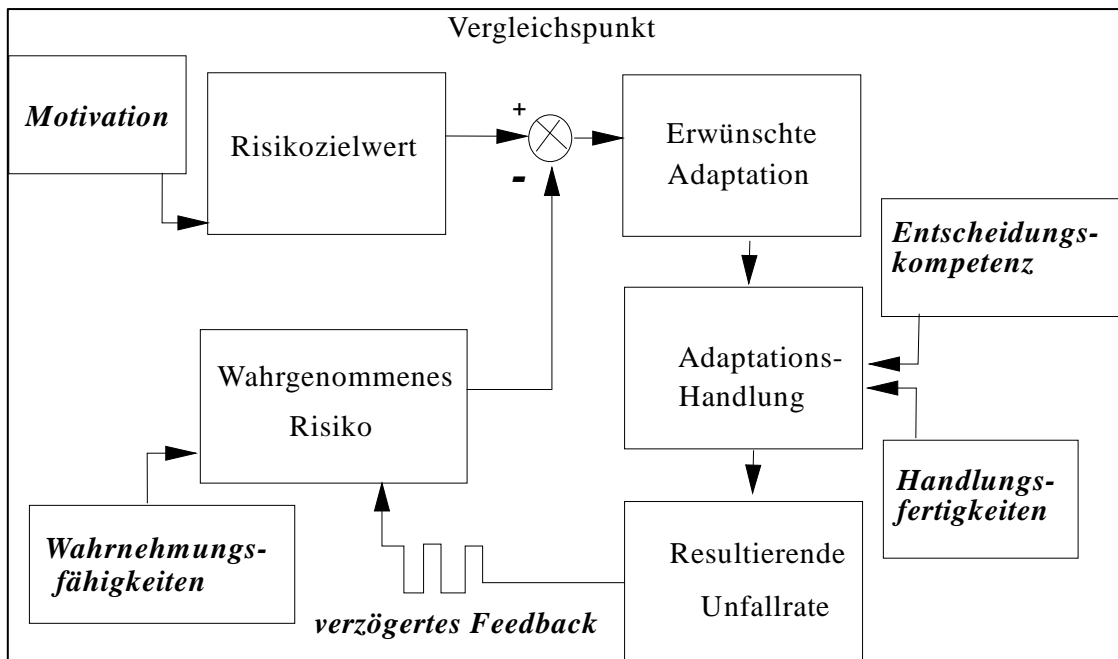 Vergleichspunkt
Motivation
Risikozielwert
+
-
Erwünschte
Adaptation
Entscheidungs-
kompetenz
Adaptations-
Handlung
Wahrgenommenes
Risiko
Handlungs-
fertigkeiten
Wahrnehmungs-
fähigkeiten
verzögertes Feedback
Resultierende
Unfallrate